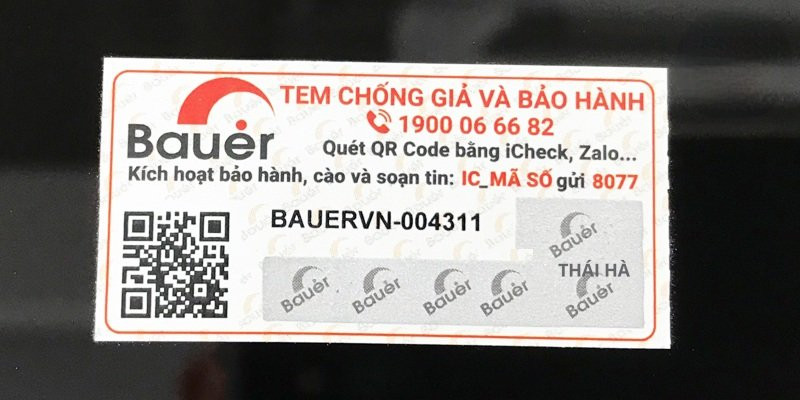 Bauer
TEM CHỐNG GIẢ VÀ BẢO HÀNH
1900 06 66 82
Quét QR Code bằng iCheck, Zalo...
Kích hoạt bảo hành, cào và soạn tin: IC_MÃ SỐ gửi 8077
BAUERVN-004311
Bauer
THÁI HÀ
Bauer Bauer Bauer Bauer Bauer